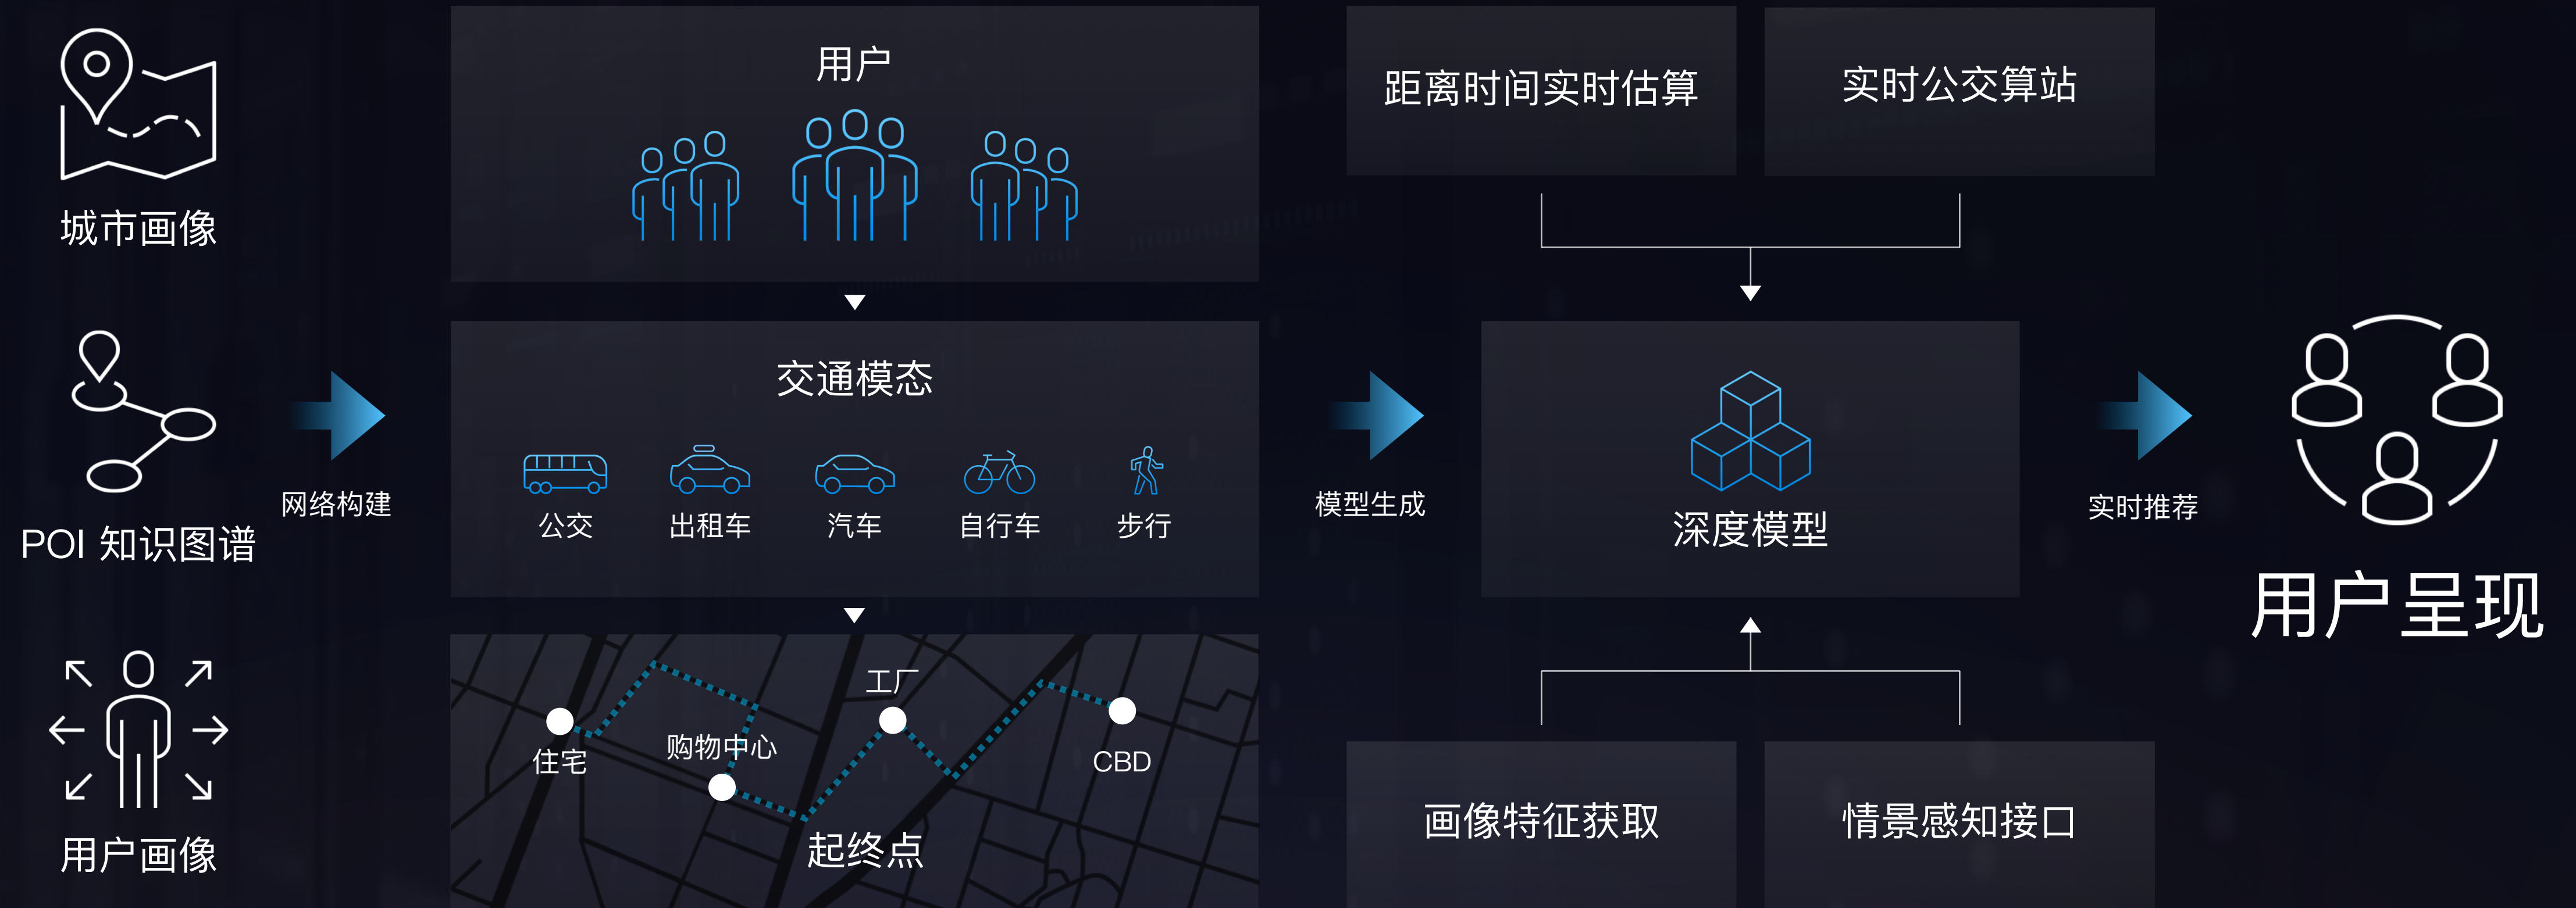 城市画像
POI 知识图谱
用户画像
网络构建
用户
交通模态
公交
出租车
汽车
自行车
步行
住宅
购物中心
工厂
CBD
起终点
模型生成
距离时间实时估算
实时公交算站
深度模型
画像特征获取
情景感知接口
实时推荐
用户呈现